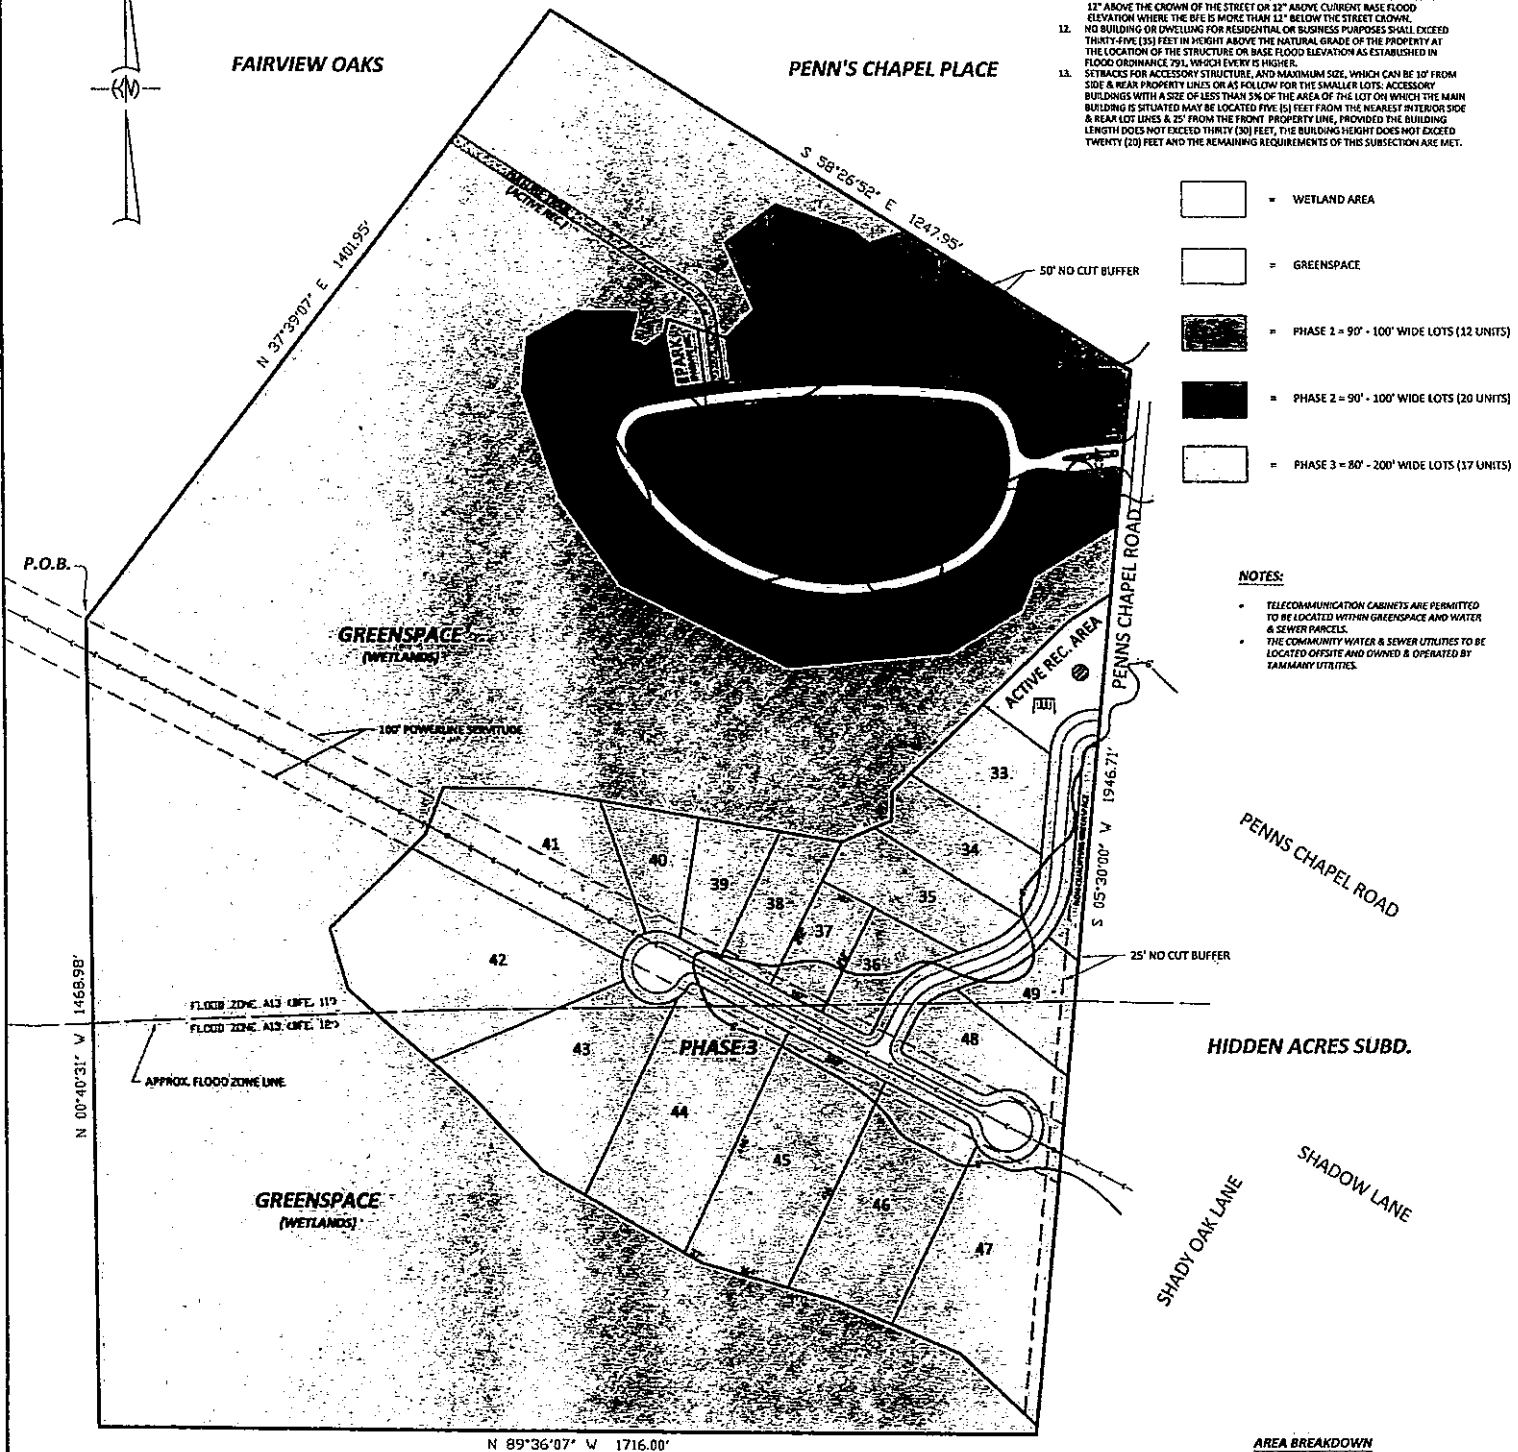 12" ABOVE THE CROWN OF THE STREET OR 12" ABOVE CURRENT BASE FLOOD
ELEVATION WHERE THE BFE IS MORE THAN 12" BELOW THE STREET CROWN.
12. NO BUILDING OR DWELLING FOR RESIDENTIAL OR BUSINESS PURPOSES SHALL EXCEED
THIRTY-FIVE (35) FEET IN HEIGHT ABOVE THE NATURAL GRADE OF THE PROPERTY AT
THE LOCATION OF THE STRUCTURE OR BASE FLOOD ELEVATION AS ESTABLISHED IN
FLOOD ORDINANCE 791, WHICH EVERY IS HIGHER.
13. SETBACKS FOR ACCESSORY STRUCTURE, AND MAXIMUM SIZE, WHICH CAN BE 10' FROM
SIDE & REAR PROPERTY LINES OR AS FOLLOW FOR THE SMALLER LOTS: ACCESSORY
BUILDINGS WITH A SIZE OF LESS THAN 5% OF THE AREA OF THE LOT ON WHICH THE MAIN
BUILDING IS SITUATED MAY BE LOCATED FIVE (5) FEET FROM THE NEAREST INTERIOR SIDE
& REAR LOT LINES & 25' FROM THE FRONT PROPERTY LINE, PROVIDED THE BUILDING
LENGTH DOES NOT EXCEED THIRTY (30) FEET, THE BUILDING HEIGHT DOES NOT EXCEED
TWENTY (20) FEET AND THE REMAINING REQUIREMENTS OF THIS SUBSECTION ARE MET.
FAIRVIEW OAKS
PENN'S CHAPEL PLACE
= WETLAND AREA
= GREENSPACE
= PHASE 1 = 90' - 100' WIDE LOTS (12 UNITS)
= PHASE 2 = 90' - 100' WIDE LOTS (20 UNITS)
= PHASE 3 = 80' - 200' WIDE LOTS (17 UNITS)
S 58°26'52" E 1247.95'
50' NO CUT BUFFER
(ACTIVE REC.)
PARK
N 37°39'07" E 1401.95'
P.O.B.
NOTES:
• TELECOMMUNICATION CABINETS ARE PERMITTED
TO BE LOCATED WITHIN GREENSPACE AND WATER
& SEWER PARCELS.
• THE COMMUNITY WATER & SEWER UTILITIES TO BE
LOCATED OFFSITE AND OWNED & OPERATED BY
TAMMANY UTILITIES.
PENNS CHAPEL ROAD
GREENSPACE
(WETLANDS)
ACTIVE REC. AREA
100' POWERLINE SERVITUDE
33
34
35
36
37
38
39
40
41
42
43
44
45
46
47
48
49
S 05°30'00" W 1946.71'
PENNS CHAPEL ROAD
25' NO CUT BUFFER
FLOOD ZONE A13 (BFE. 11')
FLOOD ZONE A13 (BFE. 12')
APPROX. FLOOD ZONE LINE
N 00°40'31" W 1468.98'
PHASE 3
HIDDEN ACRES SUBD.
SHADOW LANE
SHADY OAK LANE
GREENSPACE
(WETLANDS)
N 89°36'07" W 1716.00'
AREA BREAKDOWN